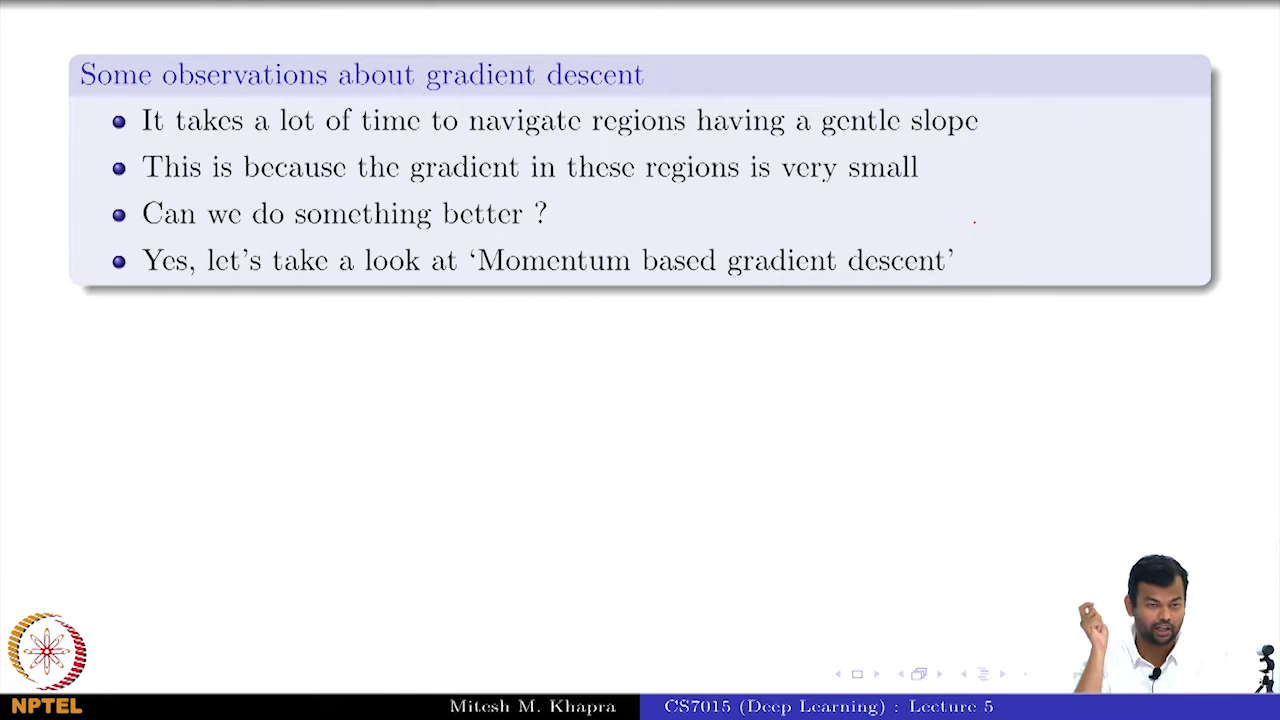 Some observations about gradient descent
It takes a lot of time to navigate regions having a gentle slope
This is because the gradient in these regions is very small
Can we do something better ?
Yes, let's take a look at ‘Momentum based gradient descent’
NPTEL
Mitesh M. Khapra
CS7015 (Deep Learning) : Lecture 5